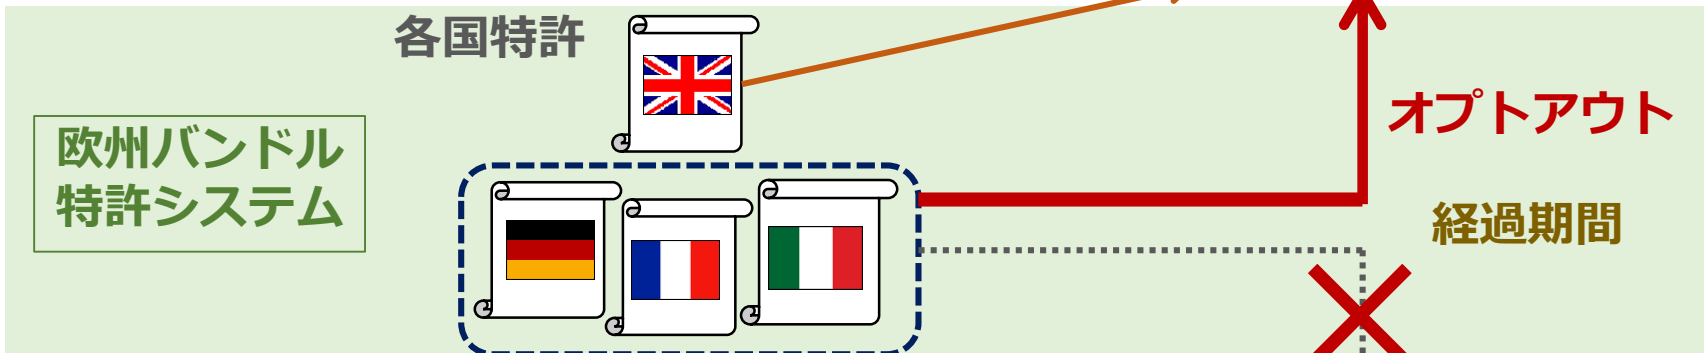 各国特許
欧州バンドル
特許システム
オプトアウト
経過期間